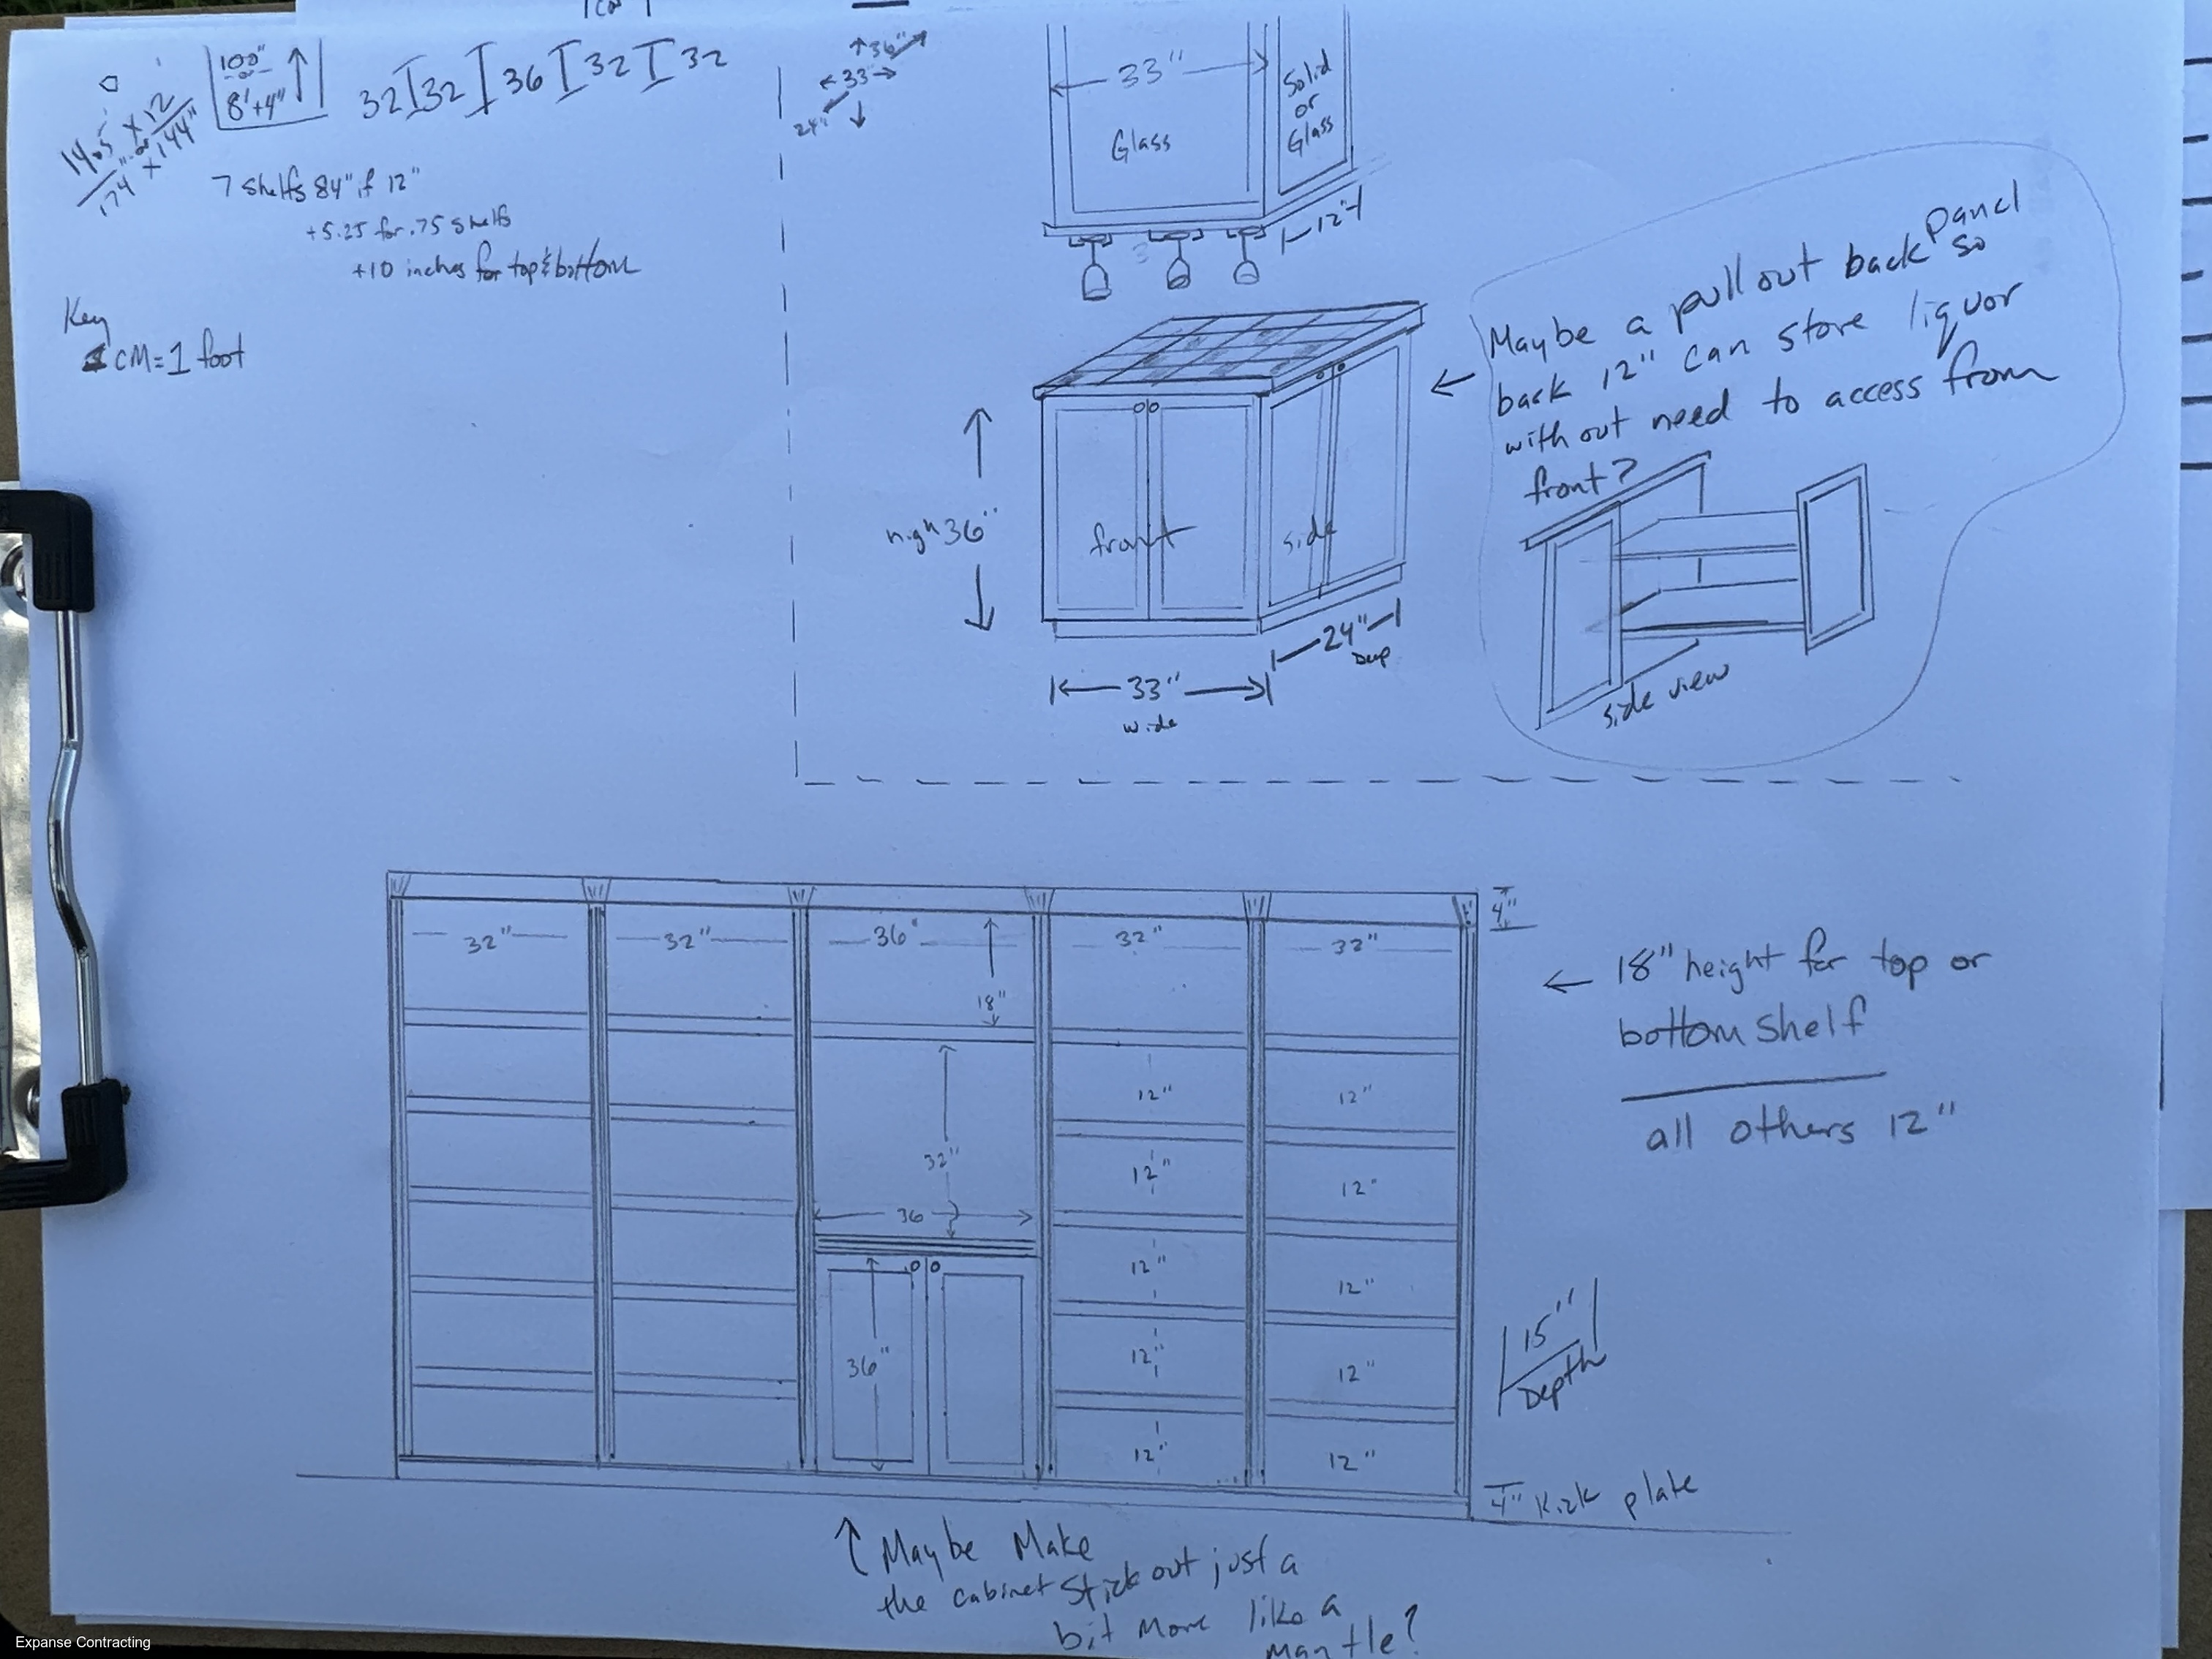 100"
or
8'+4"
14.5 x 12
or
174" x 144"
32 32 36 32 32
7 shelfs 84" if 12"
+5.25 for .75 shelfs
+10 inches for top & bottom
Key
cM = 1 foot
36"
33"
24"
33"
Glass
Solid
or
Glass
12"
high 36"
front
side
24"
Deep
33"
wide
Maybe a pull out back Panel so
back 12" can store liquor
with out need to access from
front?
side view
32" 32" 36" 32" 32"
4"
18"
18" height for top or
bottom shelf
all others 12"
12" 12"
32"
12" 12"
36
12" 12"
36"
12" 12"
12" 12"
15"
Depth
4" Kick plate
Maybe Make
the cabinet stick out just a
bit more like a
mantle?
Expanse Contracting